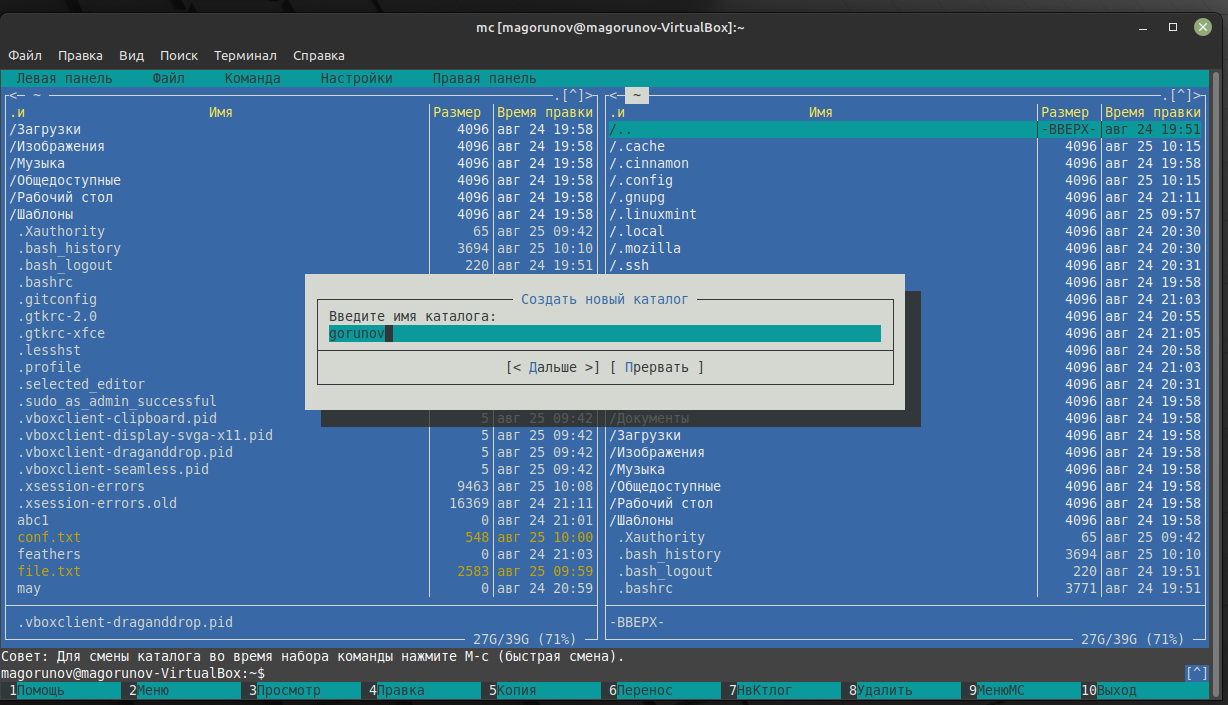 mc [magorunov@magorunov-VirtualBox]:~
Файл Правка Вид Поиск Терминал Справка
Левая панель Файл Команда Настройки Правая панель
<─ ~ .[^]> <─ ~ .[^]>
.и Имя Размер Время правки .и Имя Размер Время правки
/Загрузки 4096 авг 24 19:58 /.. -ВВЕРХ- авг 24 19:51
/Изображения 4096 авг 24 19:58 /.cache 4096 авг 25 10:15
/Музыка 4096 авг 24 19:58 /.cinnamon 4096 авг 24 19:58
/Общедоступные 4096 авг 24 19:58 /.config 4096 авг 25 10:15
/Рабочий стол 4096 авг 24 19:58 /.gnupg 4096 авг 24 21:11
/Шаблоны 4096 авг 24 19:58 /.linuxmint 4096 авг 25 09:57
.Xauthority 65 авг 25 09:42 /.local 4096 авг 24 20:30
.bash_history 3694 авг 25 10:10 /.mozilla 4096 авг 24 20:30
.bash_logout 220 авг 24 19:51 /.ssh 4096 авг 24 20:31
.bashrc 4096 авг 24 19:58
.gitconfig Создать новый каталог 4096 авг 24 21:03
.gtkrc-2.0 Введите имя каталога: 4096 авг 24 20:55
.gtkrc-xfce gorunov 4096 авг 24 21:05
.lesshst 4096 авг 24 20:58
.profile [< Дальше >] [ Прервать ] 4096 авг 24 21:03
.selected_editor 4096 авг 24 20:31
.sudo_as_admin_successful 4096 авг 24 19:58
.vboxclient-clipboard.pid 5 авг 25 09:42 /Документы 4096 авг 24 19:58
.vboxclient-display-svga-x11.pid 5 авг 25 09:42 /Загрузки 4096 авг 24 19:58
.vboxclient-draganddrop.pid 5 авг 25 09:42 /Изображения 4096 авг 24 19:58
.vboxclient-seamless.pid 5 авг 25 09:42 /Музыка 4096 авг 24 19:58
.xsession-errors 9463 авг 25 10:08 /Общедоступные 4096 авг 24 19:58
.xsession-errors.old 16369 авг 24 21:11 /Рабочий стол 4096 авг 24 19:58
abc1 0 авг 24 21:01 /Шаблоны 4096 авг 24 19:58
conf.txt 548 авг 25 10:00 .Xauthority 65 авг 25 09:42
feathers 0 авг 24 21:03 .bash_history 3694 авг 25 10:10
file.txt 2583 авг 25 09:59 .bash_logout 220 авг 24 19:51
may 0 авг 24 20:59 .bashrc 3771 авг 24 19:51
.vboxclient-draganddrop.pid -ВВЕРХ-
27G/39G (71%) 27G/39G (71%)
Совет: Для смены каталога во время набора команды нажмите M-c (быстрая смена).
magorunov@magorunov-VirtualBox:~$ [^]
1Помощь 2Меню 3Просмотр 4Правка 5Копия 6Перенос 7НвКтлог 8Удалить 9МенюMC 10Выход